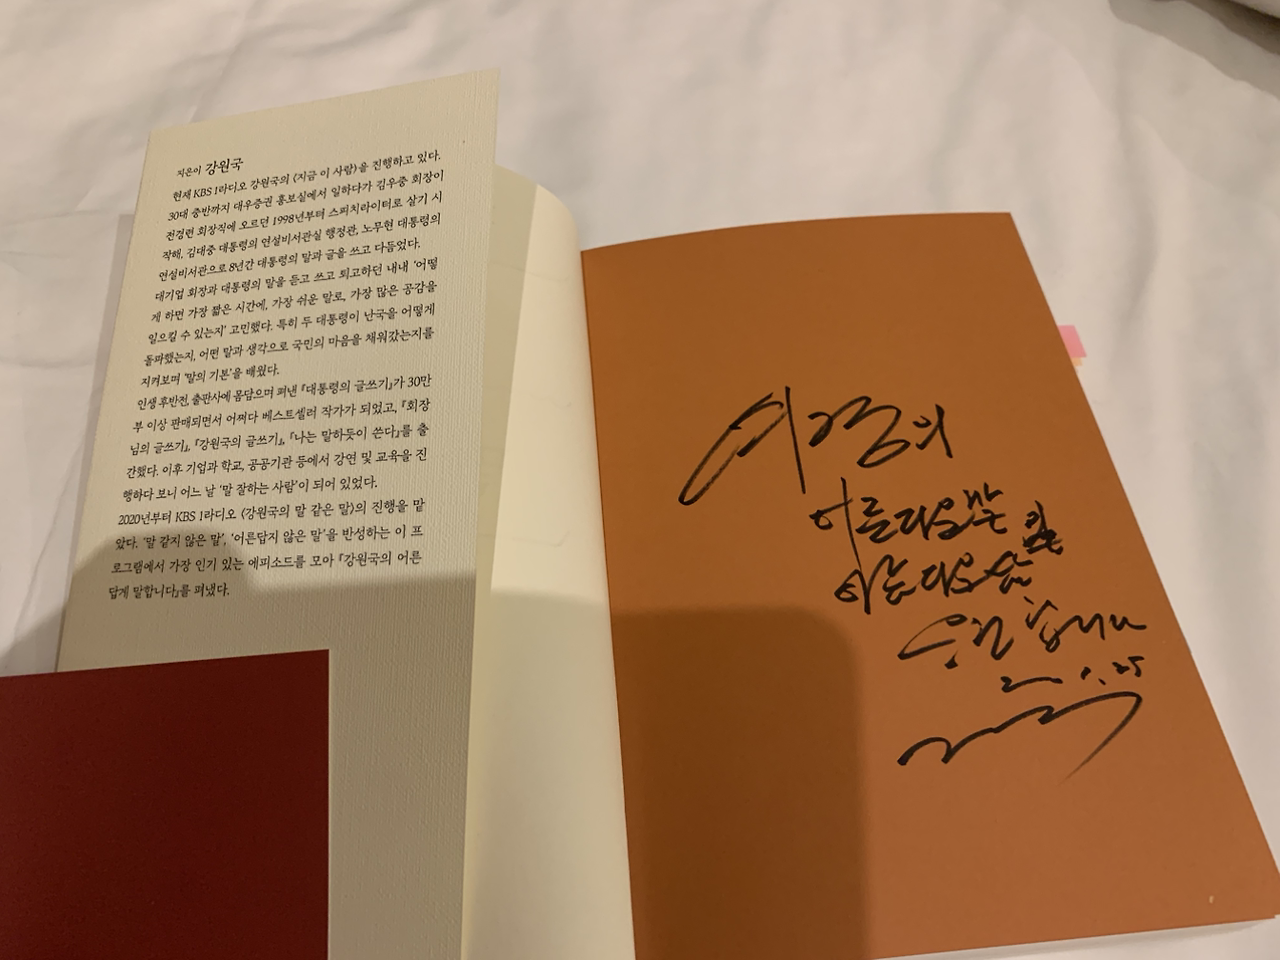 지은이 강원국
현재 KBS 1라디오 강원국의 〈지금 이 사람〉을 진행하고 있다.
30대 중반까지 대우증권 홍보실에서 일하다가 김우중 회장이
전경련 회장직에 오르던 1998년부터 스피치라이터로 살기 시
작해, 김대중 대통령의 연설비서관실 행정관, 노무현 대통령의
연설비서관으로 8년간 대통령의 말과 글을 쓰고 다듬었다.
대기업 회장과 대통령의 말을 듣고 쓰고 퇴고하던 내내 '어떻
게 하면 가장 짧은 시간에, 가장 쉬운 말로, 가장 많은 공감을
일으킬 수 있는지' 고민했다. 특히 두 대통령이 난국을 어떻게
돌파했는지, 어떤 말과 생각으로 국민의 마음을 채워갔는지를
지켜보며 '말의 기본'을 배웠다.
인생 후반전, 출판사에 몸담으며 펴낸 『대통령의 글쓰기』가 30만
부 이상 판매되면서 어쩌다 베스트셀러 작가가 되었고, 『회장
님의 글쓰기』, 『강원국의 글쓰기』, 『나는 말하듯이 쓴다』를 출
간했다. 이후 기업과 학교, 공공기관 등에서 강연 및 교육을 진
행하다 보니 어느 날 '말 잘하는 사람'이 되어 있었다.
2020년부터 KBS 1라디오 〈강원국의 말 같은 말〉의 진행을 맡
았다. '말 같지 않은 말', '어른답지 않은 말'을 반성하는 이 프
로그램에서 가장 인기 있는 에피소드를 모아 『강원국의 어른
답게 말합니다』를 펴냈다.
응원합니다